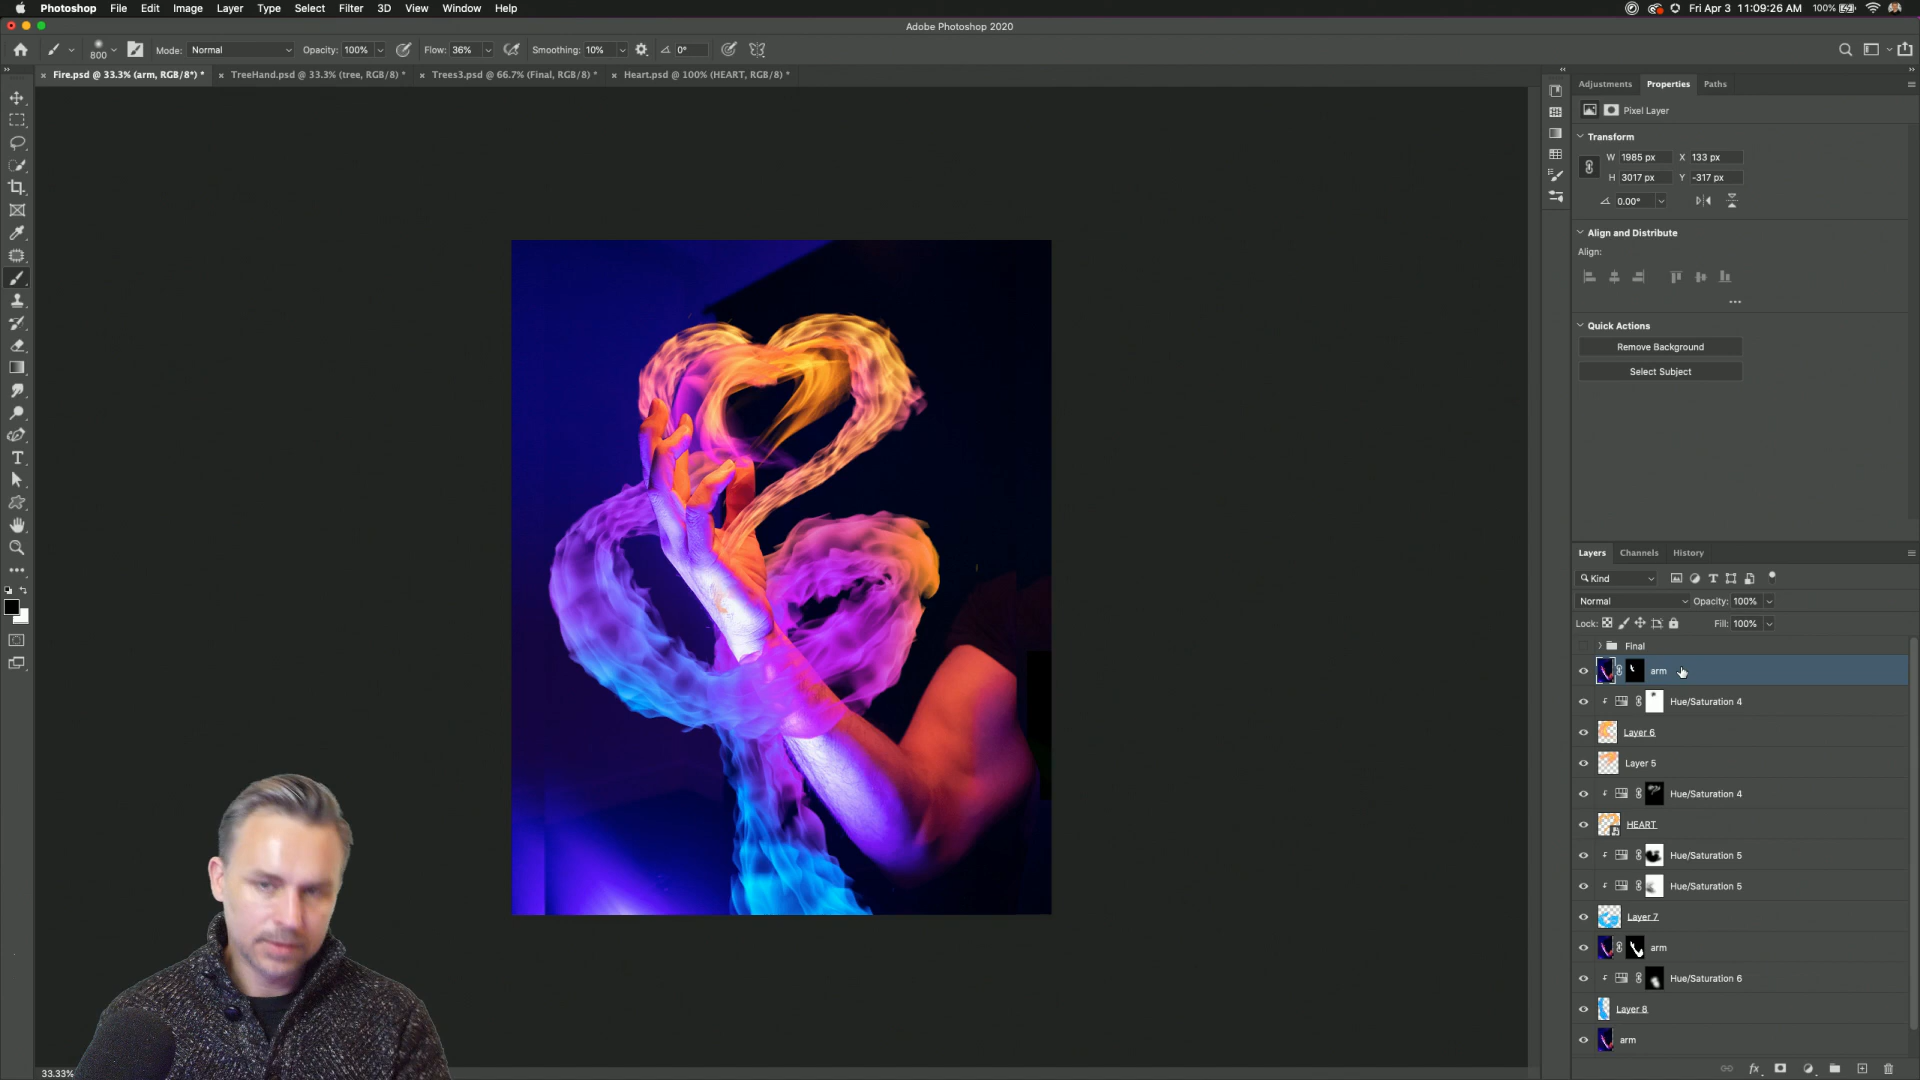 Photoshop File Edit Image Layer Type Select Filter 3D View Window Help Fri Apr 3 11:09:26 AM 100%
Adobe Photoshop 2020
800 Mode: Normal Opacity: 100% Flow: 36% Smoothing: 10% 0°
× Fire.psd @ 33.3% (arm, RGB/8*) * × TreeHand.psd @ 33.3% (tree, RGB/8) * × Trees3.psd @ 66.7% (Final, RGB/8) * × Heart.psd @ 100% (HEART, RGB/8) *
Adjustments Properties Paths
Pixel Layer
Transform
W 1985 px X 133 px
H 3017 px Y -317 px
0.00°
Align and Distribute
Align:
Quick Actions
Remove Background
Select Subject
Layers Channels History
Kind
Normal Opacity: 100%
Lock: Fill: 100%
Final
arm
Hue/Saturation 4
Layer 6
Layer 5
Hue/Saturation 4
HEART
Hue/Saturation 5
Hue/Saturation 5
Layer 7
arm
Hue/Saturation 6
Layer 8
arm
33.33%